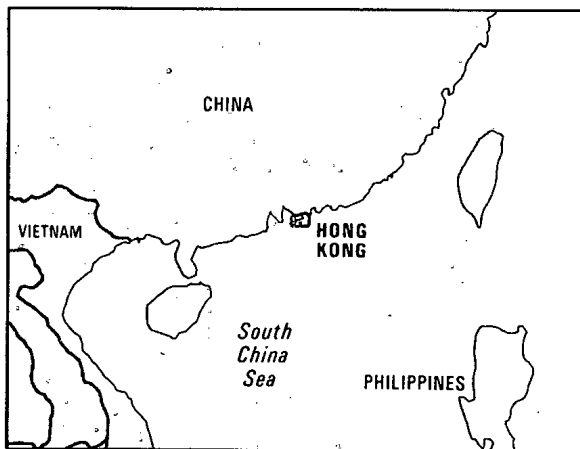 CHINA
VIETNAM
HONG
KONG
South
China
Sea
PHILIPPINES